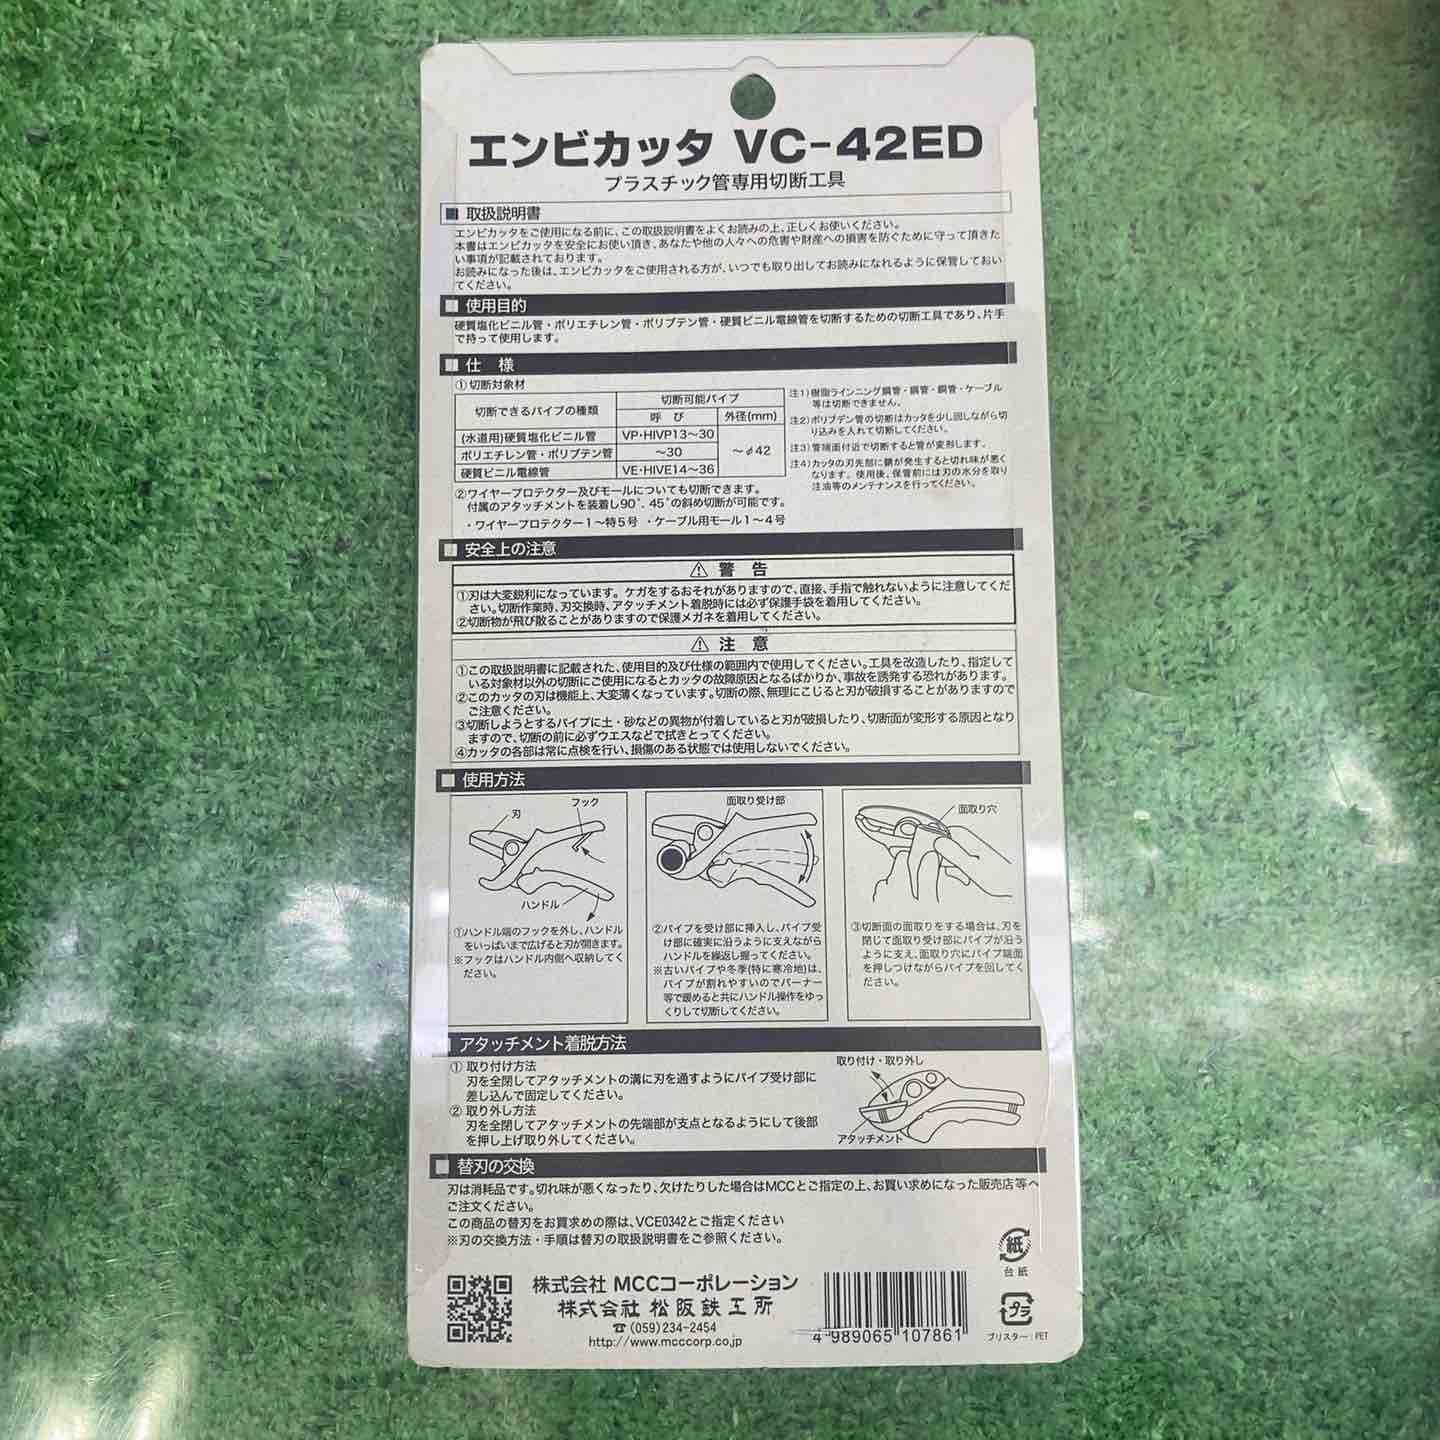 エンビカッタ VC-42ED
プラスチック管専用切断工具
■ 取扱説明書
エンビカッタをご使用になる前に、この取扱説明書をよくお読みの上、正しくお使いください。
本書はエンビカッタを安全にお使い頂き、あなたや他の人々への危害や財産への損害を防ぐために守って頂きた
い事項が記載されております。
お読みになった後は、エンビカッタをご使用される方が、いつでも取り出してお読みになれるように保管しておい
てください。
■ 使用目的
硬質塩化ビニル管・ポリエチレン管・ポリブテン管・硬質ビニル電線管を切断するための切断工具であり、片手
で持って使用します。
■ 仕 様
①切断対象材
切断できるパイプの種類 切断可能パイプ
呼 び 外径(mm)
(水道用)硬質塩化ビニル管 VP・HIVP13〜30
ポリエチレン管・ポリブテン管 〜30 〜φ42
硬質ビニル電線管 VE・HIVE14〜36
注1)樹脂ラインニング鋼管・鋼管・銅管・ケーブル
等は切断できません。
注2)ポリブデン管の切断はカッタを少し回しながら切
り込みを入れて切断してください。
注3)管端面付近で切断すると管が変形します。
注4)カッタの刃先部に錆が発生すると切れ味が悪く
なります。使用後、保管前には刃の水分を取り
注油等のメンテナンスを行ってください。
②ワイヤープロテクター及びモールについても切断できます。
付属のアタッチメントを装着し90°、45°の斜め切断が可能です。
・ワイヤープロテクター1〜特5号 ・ケーブル用モール1〜4号
■ 安全上の注意
⚠ 警 告
①刃は大変鋭利になっています。ケガをするおそれがありますので、直接、手指で触れないように注意してくだ
さい。切断作業時、刃交換時、アタッチメント着脱時には必ず保護手袋を着用してください。
②切断物が飛び散ることがありますので保護メガネを着用してください。
⚠ 注 意
①この取扱説明書に記載された、使用目的及び仕様の範囲内で使用してください。工具を改造したり、指定して
いる対象材以外の切断にご使用になるとカッタの故障原因となるばかりか、事故を誘発する恐れがあります。
②このカッタの刃は機能上、大変薄くなっています。切断の際、無理にこじると刃が破損することがありますので
ご注意ください。
③切断しようとするパイプに土・砂などの異物が付着していると刃が破損したり、切断面が変形する原因となり
ますので、切断の前に必ずウエスなどで拭きとってください。
④カッタの各部は常に点検を行い、損傷のある状態では使用しないでください。
■ 使用方法
刃
フック
ハンドル
①ハンドル端のフックを外し、ハンドル
をいっぱいまで広げると刃が開きます。
※フックはハンドル内側へ収納してく
ださい。
面取り受け部
②パイプを受け部に挿入し、パイプ受
け部に確実に沿うように支えながら
ハンドルを繰返し握ってください。
※古いパイプや冬季(特に寒冷地)は、
パイプが割れやすいのでバーナー
等で暖めると共にハンドル操作をゆっ
くりして切断してください。
面取り穴
③切断面の面取りをする場合は、刃を
閉じて面取り受け部にパイプが沿う
ように支え、面取り穴にパイプ端面
を押しつけながらパイプを回してく
ださい。
■ アタッチメント着脱方法
① 取り付け方法
刃を全閉してアタッチメントの溝に刃を通すようにパイプ受け部に
差し込んで固定してください。
② 取り外し方法
刃を全閉してアタッチメントの先端部が支点となるようにして後部
を押し上げ取り外してください。
取り付け・取り外し
アタッチメント
■ 替刃の交換
刃は消耗品です。切れ味が悪くなったり、欠けたりした場合はMCCとご指定の上、お買い求めになった販売店等へ
ご注文ください。
この商品の替刃をお買求めの際は、VCE0342とご指定ください
※刃の交換方法・手順は替刃の取扱説明書をご参照ください。
紙
台紙
プラ
ブリスター:PET
株式会社 MCCコーポレーション
株式会社 松阪鉄工所
☎(059)234-2454
http://www.mcccorp.co.jp
4 989065 107861